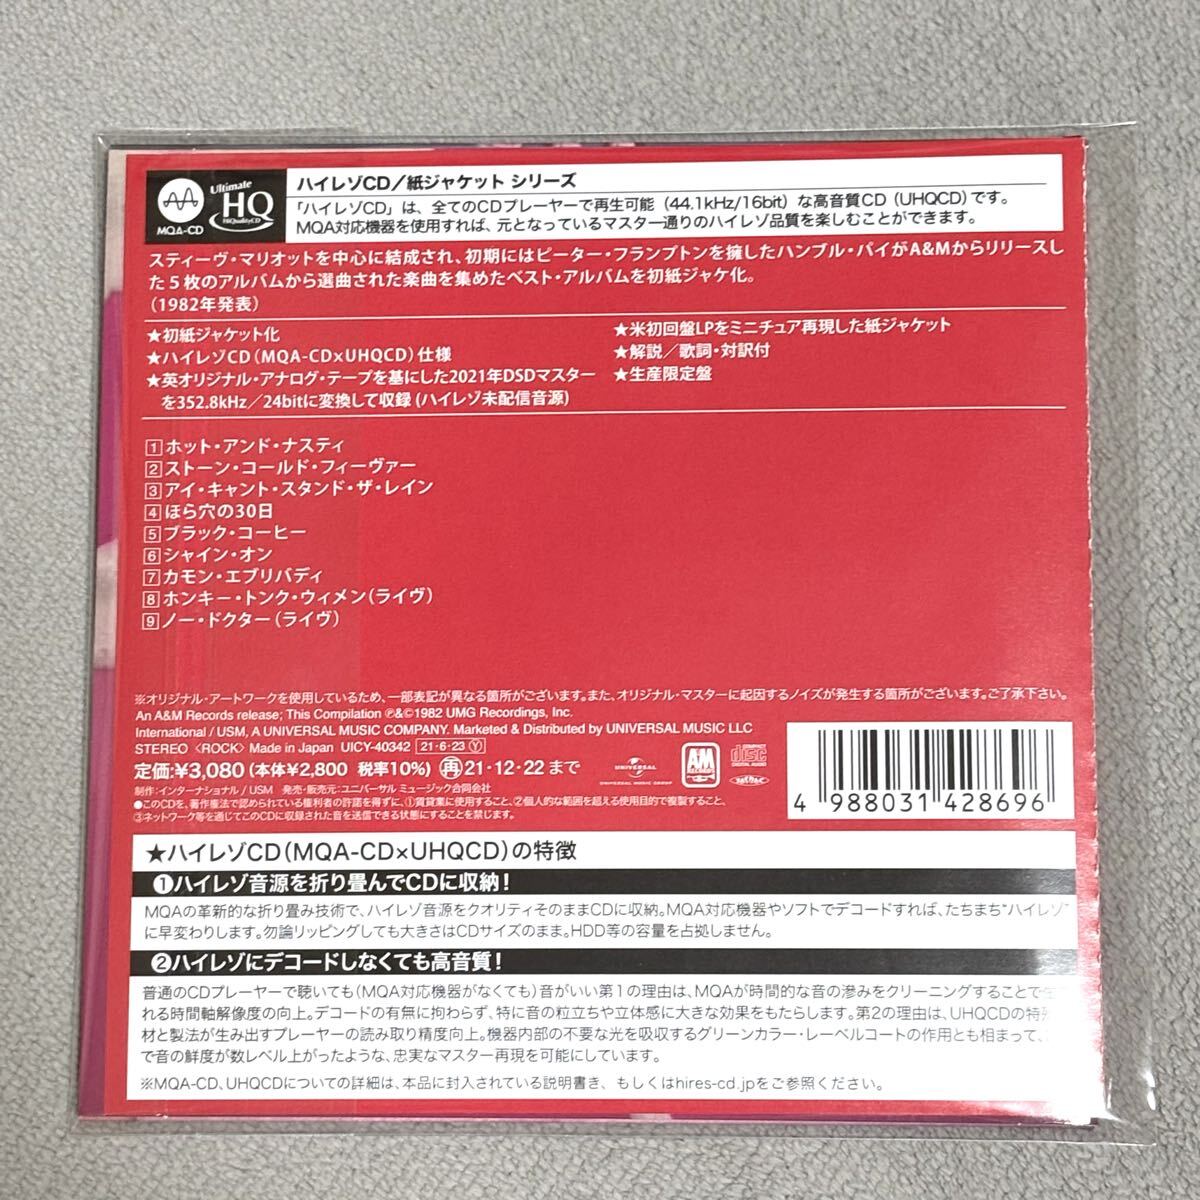 MQA-CD
Ultimate
HQ
HiQualityCD
ハイレゾCD／紙ジャケット シリーズ
「ハイレゾCD」は、全てのCDプレーヤーで再生可能（44.1kHz/16bit）な高音質CD（UHQCD）です。
MQA対応機器を使用すれば、元となっているマスター通りのハイレゾ品質を楽しむことができます。
スティーヴ・マリオットを中心に結成され、初期にはピーター・フランプトンを擁したハンブル・パイがA&Mからリリースし
た5枚のアルバムから選曲された楽曲を集めたベスト・アルバムを初紙ジャケ化。
（1982年発表）
★初紙ジャケット化
★ハイレゾCD（MQA-CD×UHQCD）仕様
★英オリジナル・アナログ・テープを基にした2021年DSDマスター
を352.8kHz／24bitに変換して収録（ハイレゾ未配信音源）
★米初回盤LPをミニチュア再現した紙ジャケット
★解説／歌詞・対訳付
★生産限定盤
1 ホット・アンド・ナスティ
2 ストーン・コールド・フィーヴァー
3 アイ・キャント・スタンド・ザ・レイン
4 ほら穴の30日
5 ブラック・コーヒー
6 シャイン・オン
7 カモン・エブリバディ
8 ホンキー・トンク・ウィメン（ライヴ）
9 ノー・ドクター（ライヴ）
※オリジナル・アートワークを使用しているため、一部表記が異なる箇所がございます。また、オリジナル・マスターに起因するノイズが発生する箇所がございます。ご了承下さい。
An A&M Records release; This Compilation ℗&©1982 UMG Recordings, Inc.
International / USM, A UNIVERSAL MUSIC COMPANY. Marketed & Distributed by UNIVERSAL MUSIC LLC
STEREO 〈ROCK〉 Made in Japan UICY-40342 21・6・23 Ⓨ
定価:¥3,080（本体¥2,800 税率10%）再21・12・22まで
制作：インターナショナル / USM 発売・販売元：ユニバーサル ミュージック合同会社
●このCDを、著作権法で認められている権利者の許諾を得ずに、①賃貸業に使用すること、②個人的な範囲を超える使用目的で複製すること、
③ネットワーク等を通じてこのCDに収録された音を送信できる状態にすることを禁じます。
UNIVERSAL
UNIVERSAL MUSIC GROUP
A&M
RECORDS
COMPACT
disc
DIGITAL AUDIO
4 988031 428696
★ハイレゾCD（MQA-CD×UHQCD）の特徴
❶ハイレゾ音源を折り畳んでCDに収納！
MQAの革新的な折り畳み技術で、ハイレゾ音源をクオリティそのままCDに収納。MQA対応機器やソフトでデコードすれば、たちまち“ハイレゾ”
に早変わりします。勿論リッピングしても大きさはCDサイズのまま。HDD等の容量を占拠しません。
❷ハイレゾにデコードしなくても高音質！
普通のCDプレーヤーで聴いても（MQA対応機器がなくても）音がいい第1の理由は、MQAが時間的な音の滲みをクリーニングすることで
れる時間軸解像度の向上。デコードの有無に拘わらず、特に音の粒立ちや立体感に大きな効果をもたらします。第2の理由は、UHQCDの特殊
材と製法が生み出すプレーヤーの読み取り精度向上。機器内部の不要な光を吸収するグリーンカラー・レーベルコートの作用とも相まって、
で音の鮮度が数レベル上がったような、忠実なマスター再現を可能にしています。
※MQA-CD、UHQCDについての詳細は、本品に封入されている説明書き、もしくはhires-cd.jpをご参照ください。